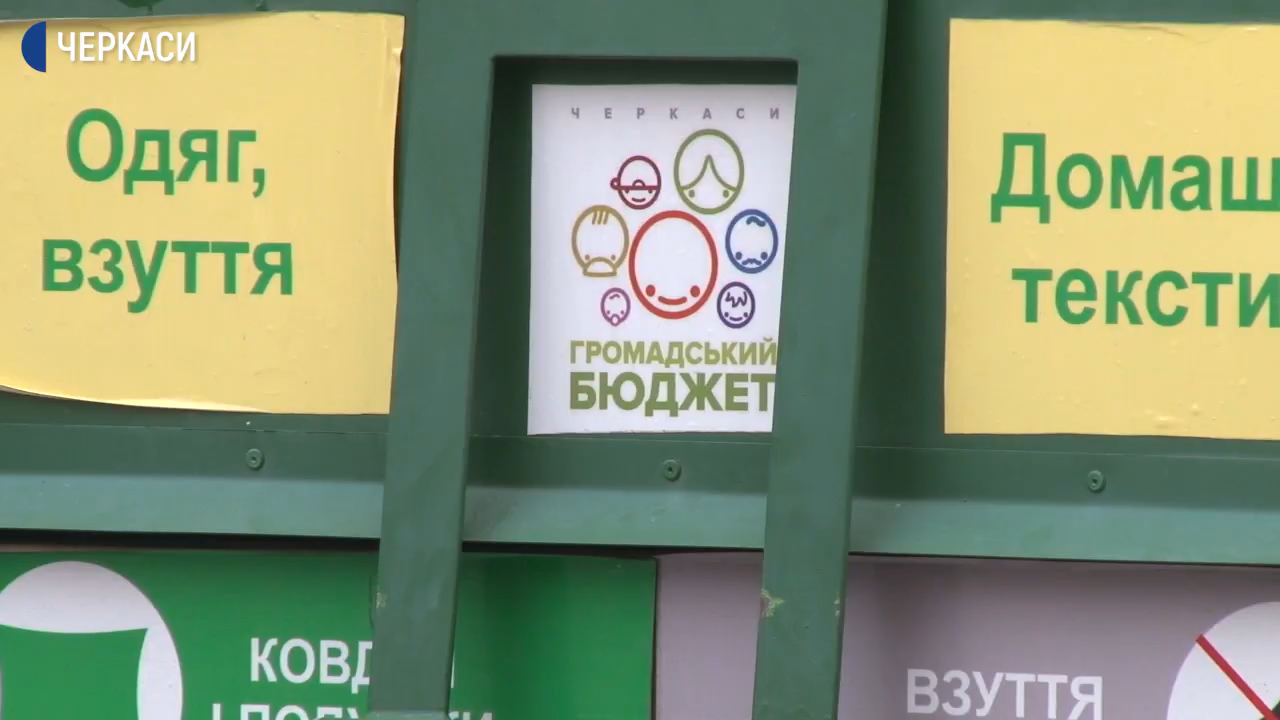 ЧЕРКАСИ
Одяг,
взуття
ЧЕРКАСИ
ГРОМАДСЬКИЙ
БЮДЖЕТ
Домаш
тексти
КОВД
ВЗУТТЯ